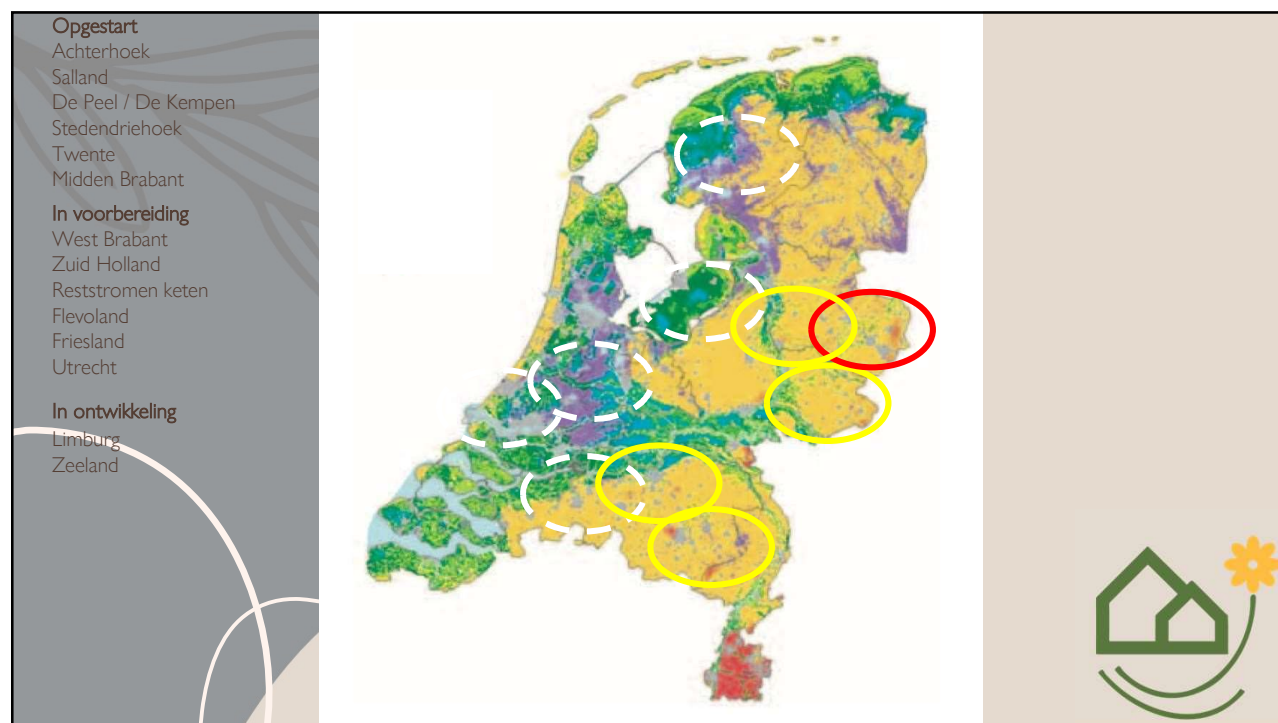 Opgestart
Achterhoek
Salland
De Peel / De Kempen
Stedendriehoek
Twente
Midden Brabant
In voorbereiding
West Brabant
Zuid Holland
Reststromen keten
Flevoland
Friesland
Utrecht
In ontwikkeling
Limburg
Zeeland